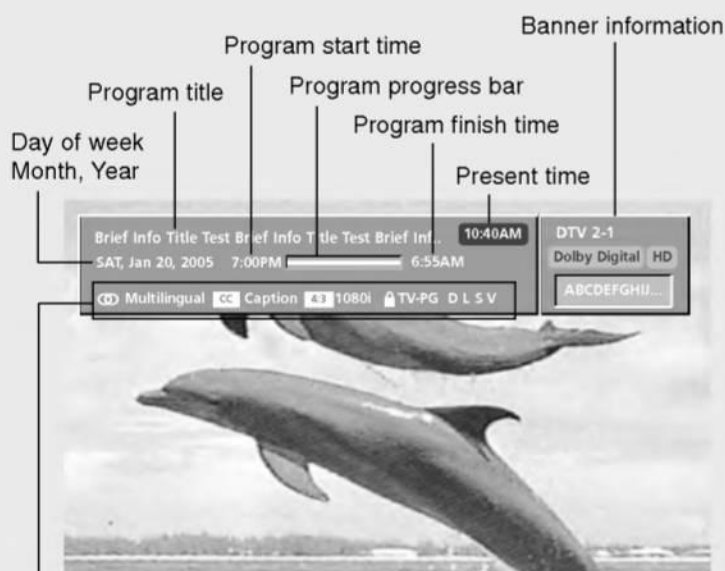 Banner information
Program start time
Program title
Program progress bar
Program finish time
Day of week
Month, Year
Present time
Brief Info Title Test Brief Info Title Test Brief Inf.. 10:40AM
SAT, Jan 20, 2005 7:00PM 6:55AM
Multilingual CC Caption 4:3 1080i TV-PG D L S V
DTV 2-1
Dolby Digital HD
ABCDEFGHIJ...